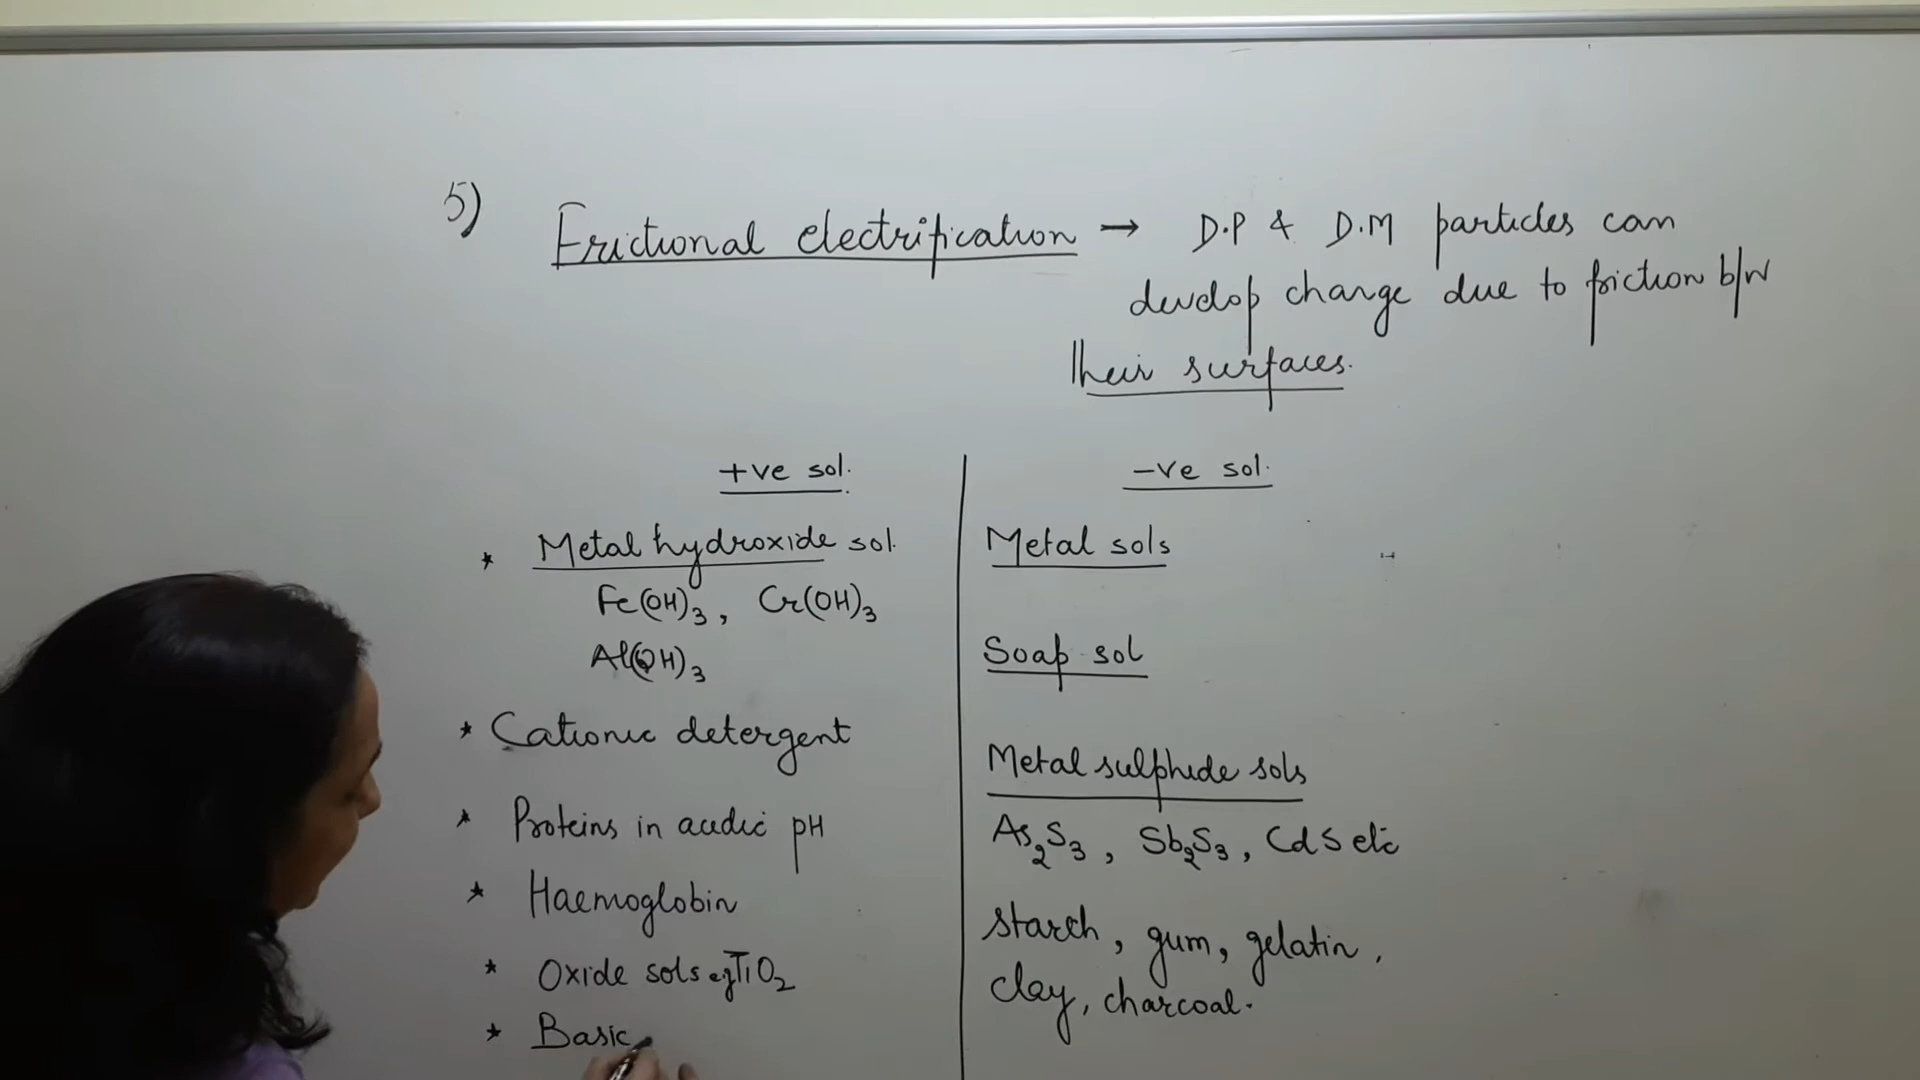 5) Frictional electrification → D.P & D.M particles can
develop charge due to friction b/w
their surfaces.
+ve sol.
* Metal hydroxide sol.
Fe(OH)₃, Cr(OH)₃
Al(OH)₃
* Cationic detergent
* Proteins in acidic pH
* Haemoglobin
* Oxide sols eg TiO₂
* Basic
-ve sol.
Metal sols
Soap sol
Metal sulphide sols
As₂S₃, Sb₂S₃, CdS etc
starch, gum, gelatin,
clay, charcoal.